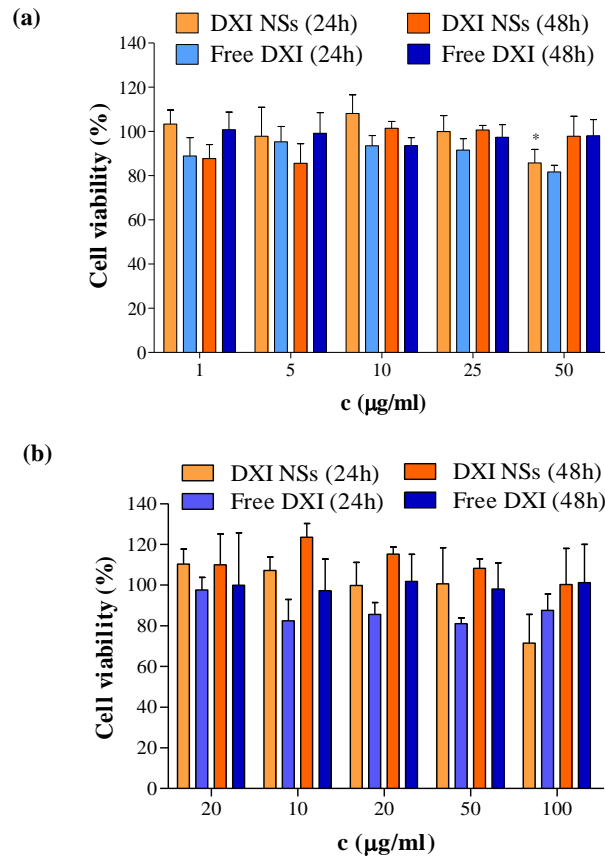 (a)
DXI NSs (24h) DXI NSs (48h)
Free DXI (24h) Free DXI (48h)
140
120
100
80
60
40
20
0
Cell viability (%)
*
1 5 10 25 50
c (µg/ml)
(b)
DXI NSs (24h) DXI NSs (48h)
Free DXI (24h) Free DXI (48h)
140
120
100
80
60
40
20
0
Cell viability (%)
20 10 20 50 100
c (µg/ml)